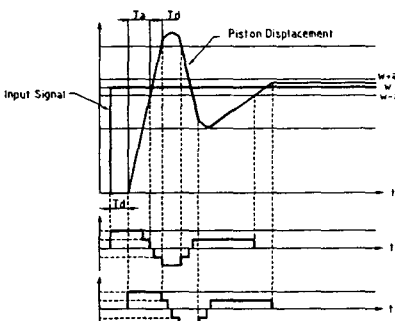 Ta
Td
Piston Displacement
w+a
w
w-a
Input Signal
t
Td
t
t